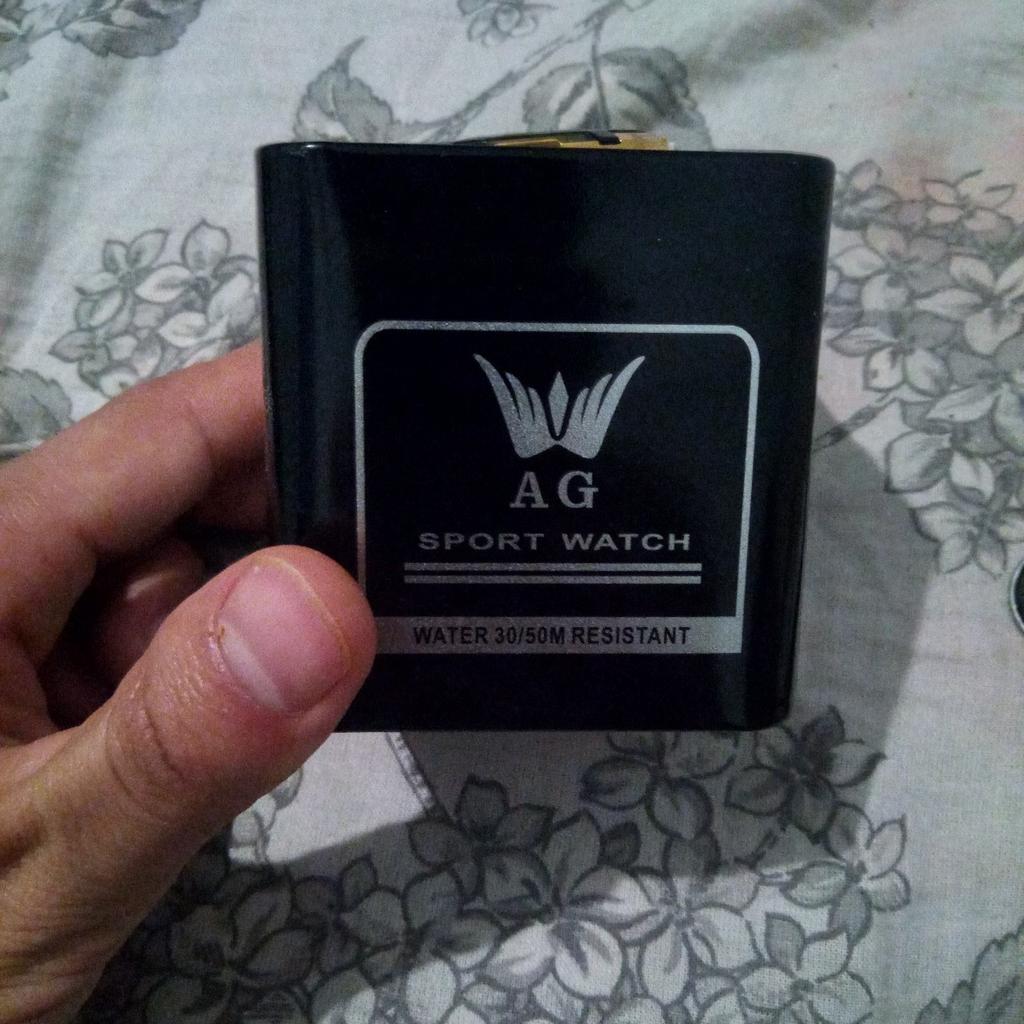 AG
SPORT WATCH
WATER 30/50M RESISTANT